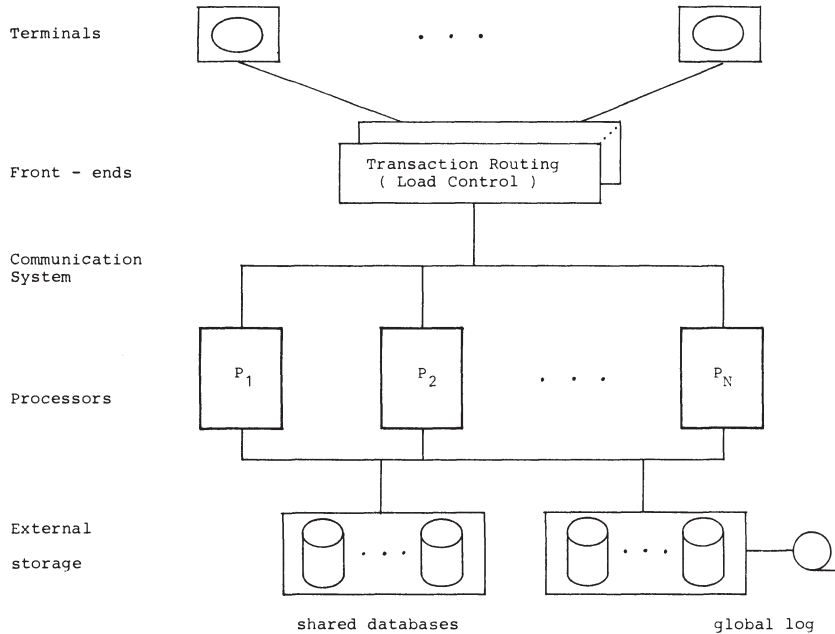 Terminals
. . .
Front - ends
Transaction Routing
( Load Control )
Communication
System
Processors
P1
P2
. . .
PN
External
storage
. . .
. . .
shared databases
global log